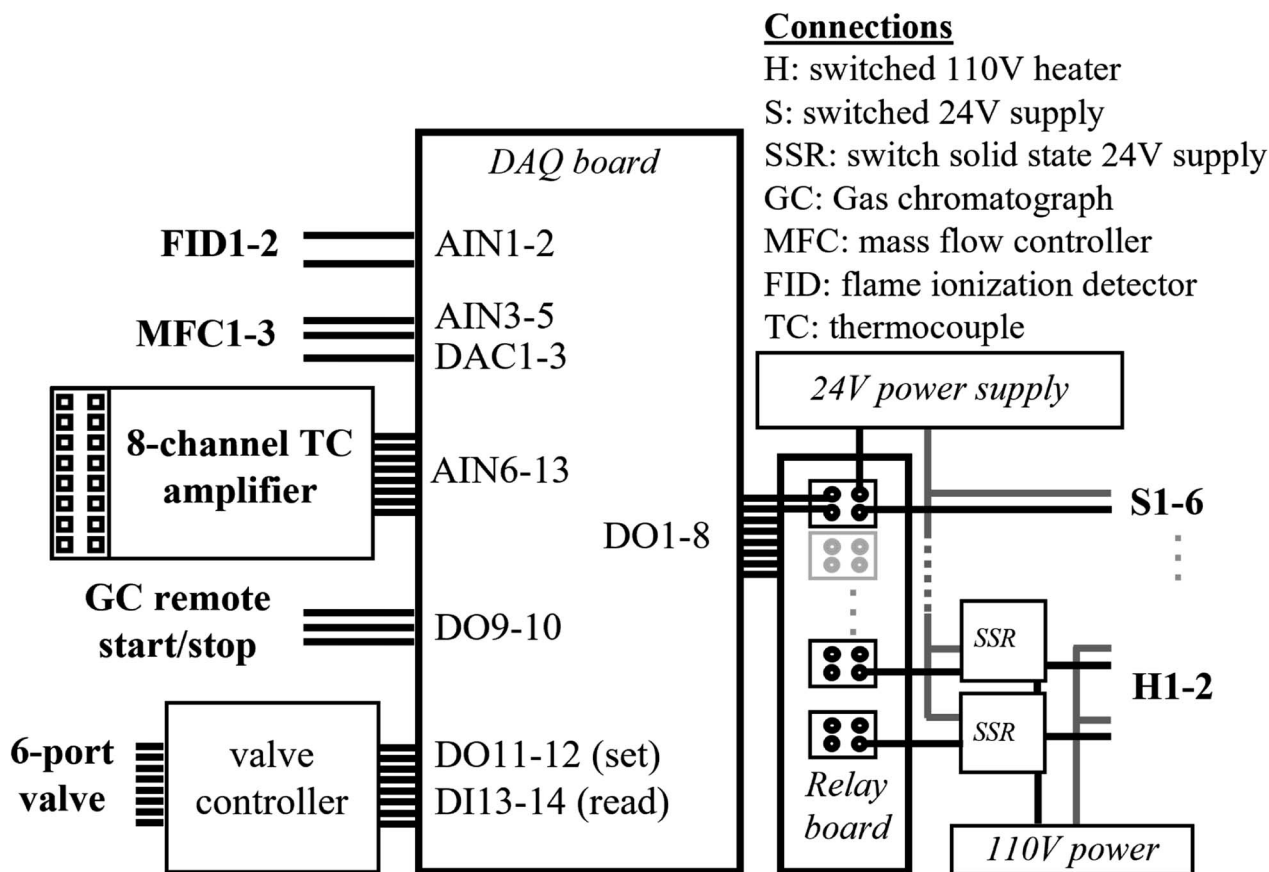 Connections
H: switched 110V heater
S: switched 24V supply
SSR: switch solid state 24V supply
GC: Gas chromatograph
MFC: mass flow controller
FID: flame ionization detector
TC: thermocouple
DAQ board
FID1-2
AIN1-2
MFC1-3
AIN3-5
DAC1-3
8-channel TC
amplifier
AIN6-13
DO1-8
GC remote
start/stop
DO9-10
6-port
valve
valve
controller
DO11-12 (set)
DI13-14 (read)
24V power supply
S1-6
SSR
SSR
H1-2
Relay
board
110V power